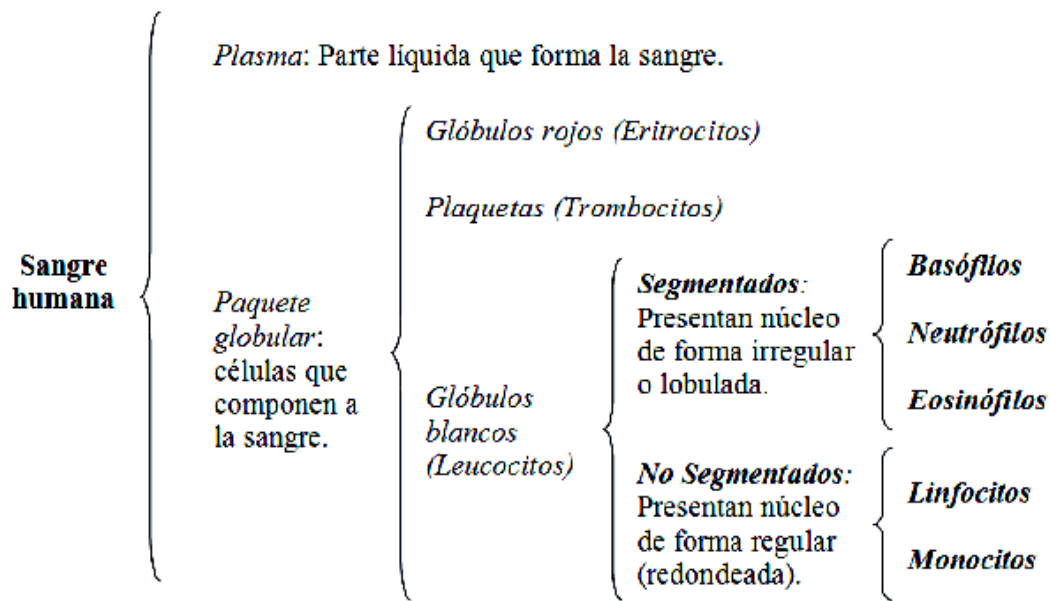 Plasma: Parte líquida que forma la sangre.
Glóbulos rojos (Eritrocitos)
Plaquetas (Trombocitos)
Sangre
humana
Paquete
globular:
células que
componen a
la sangre.
Glóbulos
blancos
(Leucocitos)
Segmentados:
Presentan núcleo
de forma irregular
o lobulada.
Basófilos
Neutrófilos
Eosinófilos
No Segmentados:
Presentan núcleo
de forma regular
(redondeada).
Linfocitos
Monocitos